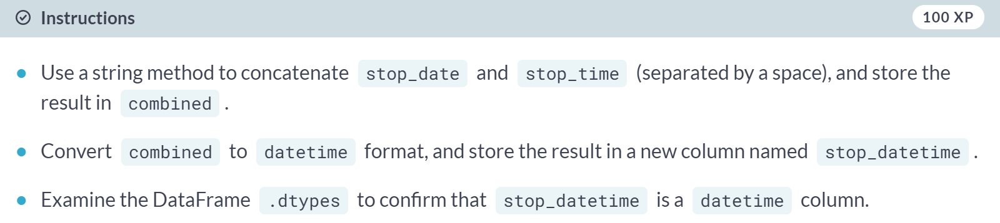 Instructions 100 XP
Use a string method to concatenate stop_date and stop_time (separated by a space), and store the
result in combined .
Convert combined to datetime format, and store the result in a new column named stop_datetime .
Examine the DataFrame .dtypes to confirm that stop_datetime is a datetime column.